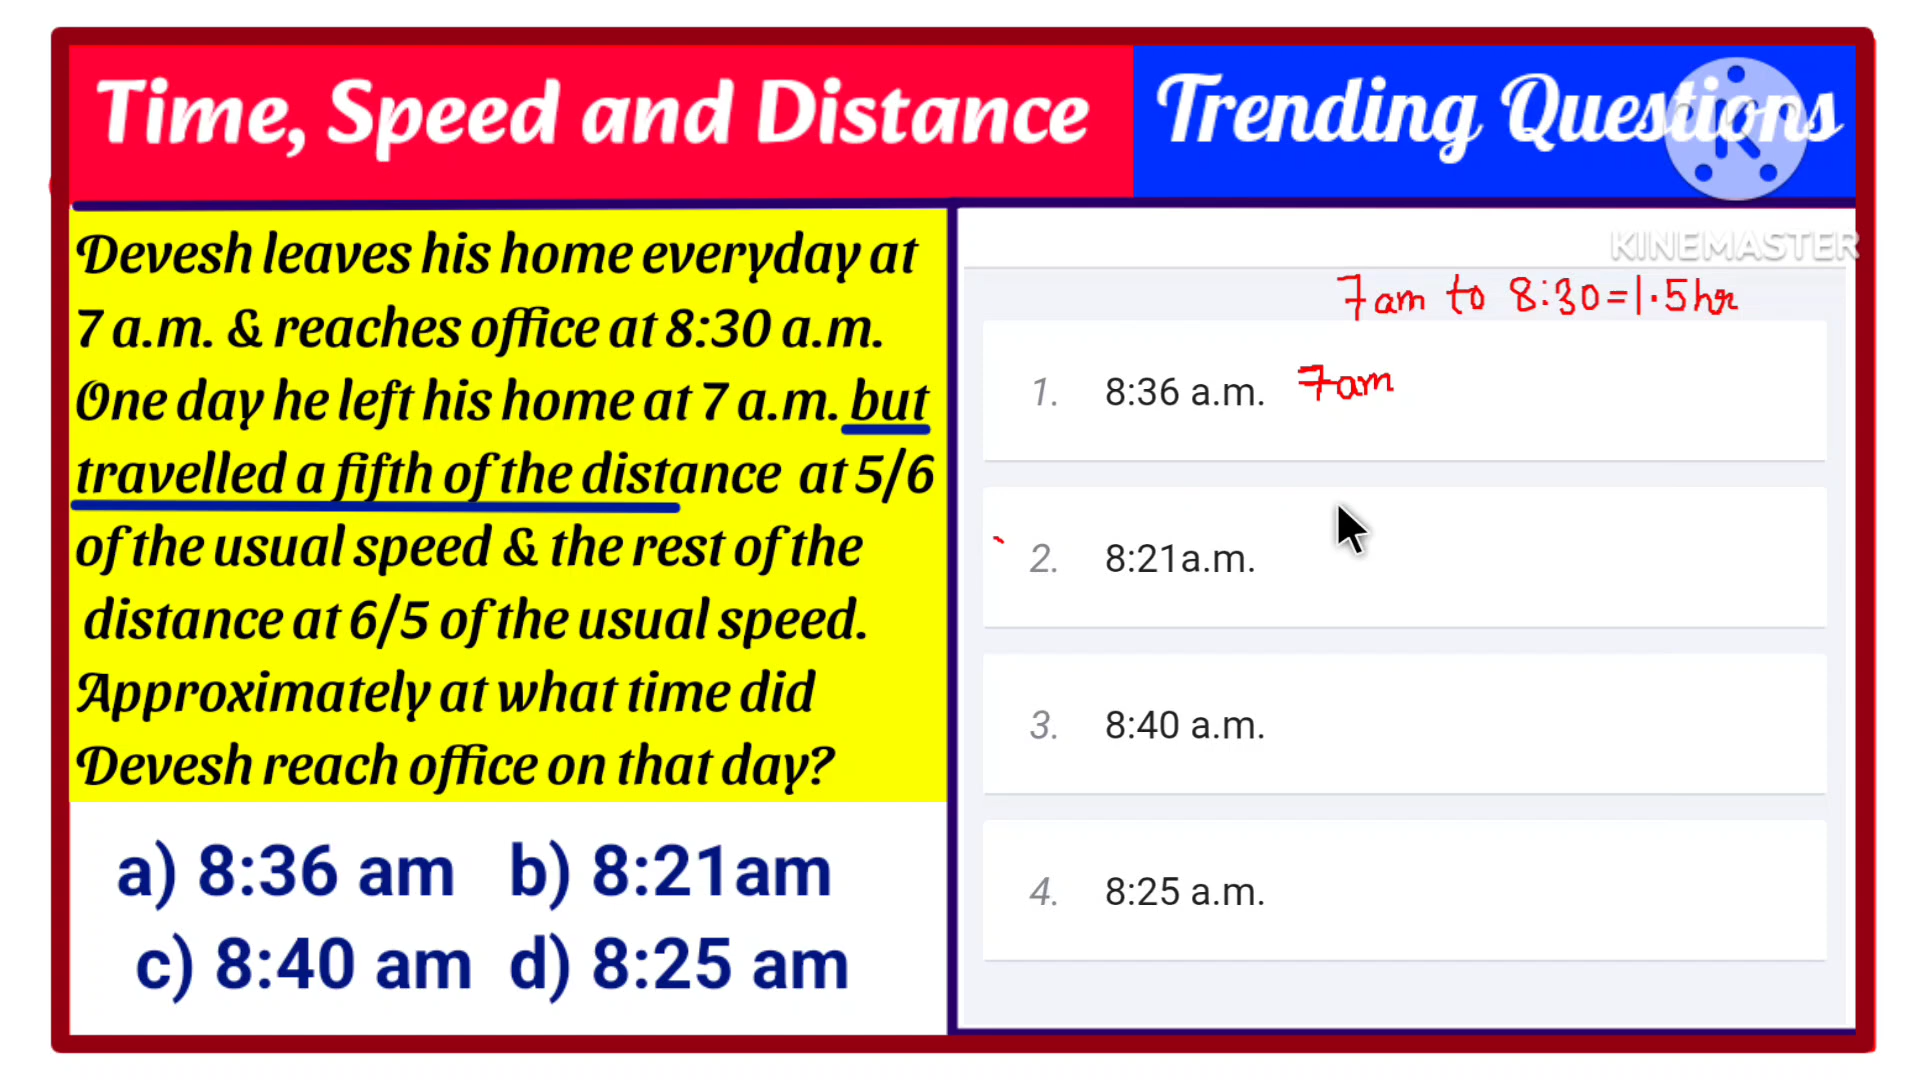 Time, Speed and Distance
Trending Questions
KINEMASTER
Devesh leaves his home everyday at
7 a.m. & reaches office at 8:30 a.m.
One day he left his home at 7 a.m. but
travelled a fifth of the distance at 5/6
of the usual speed & the rest of the
distance at 6/5 of the usual speed.
Approximately at what time did
Devesh reach office on that day?
a) 8:36 am b) 8:21am
c) 8:40 am d) 8:25 am
7am to 8:30=1.5hr
1. 8:36 a.m. 7am
2. 8:21a.m.
3. 8:40 a.m.
4. 8:25 a.m.